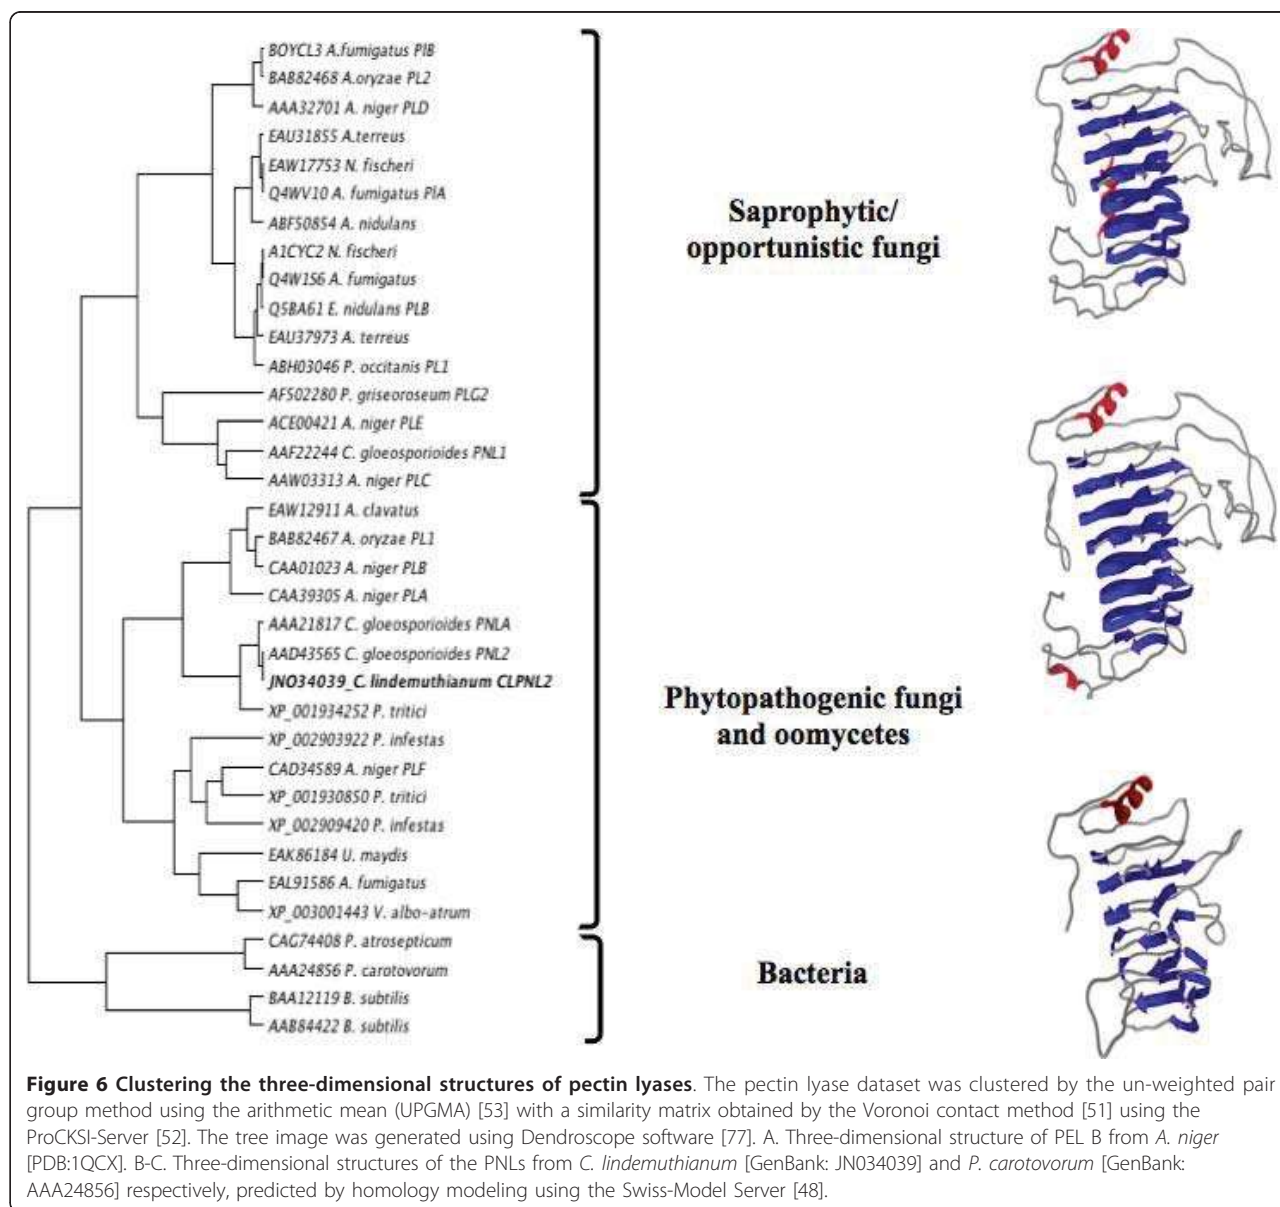 BOYCL3 A.fumigatus PlB
BAB82468 A.oryzae PL2
AAA32701 A. niger PLD
EAU31855 A.terreus
EAW17753 N. fischeri
Q4WV10 A. fumigatus PlA
ABF50854 A. nidulans
A1CYC2 N. fischeri
Q4W1S6 A. fumigatus
Q5BA61 E. nidulans PLB
EAU37973 A. terreus
ABH03046 P. occitanis PL1
AF502280 P. griseoroseum PLG2
ACE00421 A. niger PLE
AAF22244 C. gloeosporioides PNL1
AAW03313 A. niger PLC
Saprophytic/
opportunistic fungi
EAW12911 A. clavatus
BAB82467 A. oryzae PL1
CAA01023 A. niger PLB
CAA39305 A. niger PLA
AAA21817 C. gloeosporioides PNLA
AAD43565 C. gloeosporioides PNL2
JNO34039_C. lindemuthianum CLPNL2
XP_001934252 P. tritici
XP_002903922 P. infestas
CAD34589 A. niger PLF
XP_001930850 P. tritici
XP_002909420 P. infestas
EAK86184 U. maydis
EAL91586 A. fumigatus
XP_003001443 V. albo-atrum
Phytopathogenic fungi
and oomycetes
CAG74408 P. atrosepticum
AAA24856 P. carotovorum
BAA12119 B. subtilis
AAB84422 B. subtilis
Bacteria
Figure 6 Clustering the three-dimensional structures of pectin lyases. The pectin lyase dataset was clustered by the un-weighted pair
group method using the arithmetic mean (UPGMA) [53] with a similarity matrix obtained by the Voronoi contact method [51] using the
ProCKSI-Server [52]. The tree image was generated using Dendroscope software [77]. A. Three-dimensional structure of PEL B from A. niger
[PDB:1QCX]. B-C. Three-dimensional structures of the PNLs from C. lindemuthianum [GenBank: JN034039] and P. carotovorum [GenBank:
AAA24856] respectively, predicted by homology modeling using the Swiss-Model Server [48].